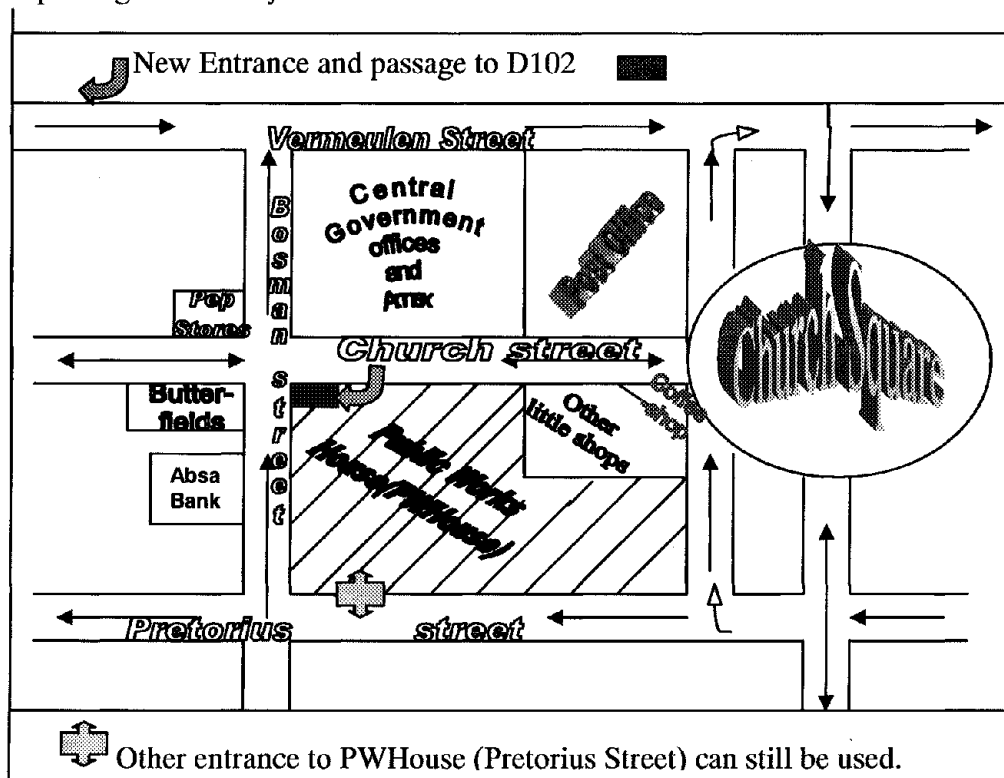 New Entrance and passage to D102
Vermeulen Street
Bosman
Central
Government
offices
and
Post Office
Church Square
Pep
Stores
Church street
street
Butter-
fields
Coffee
shop
Other
little shops
Public Works
House(PWHouse)
Absa
Bank
Pretorius street
Other entrance to PWHouse (Pretorius Street) can still be used.